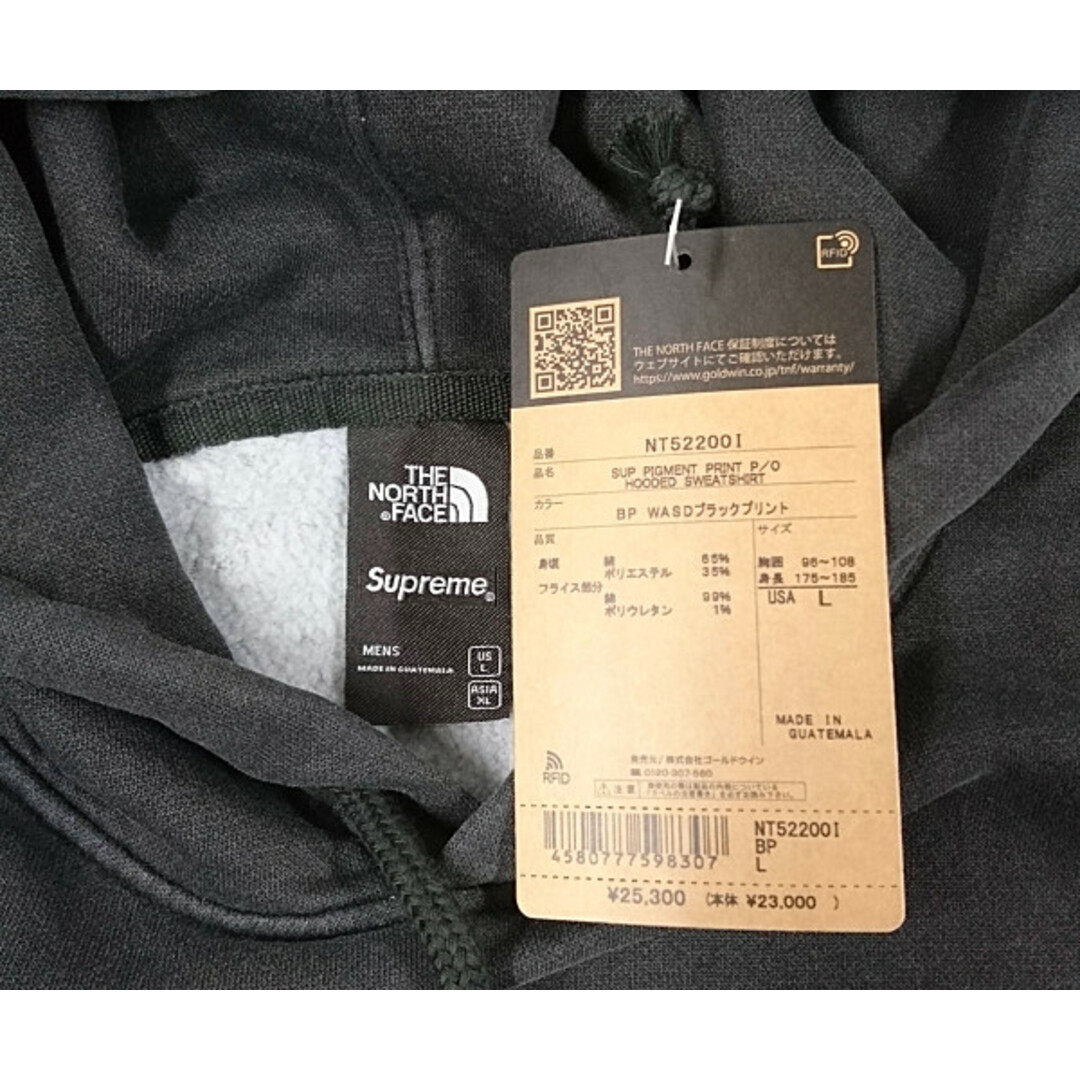 THE
NORTH
FACE
Supreme
MENS
MADE IN GUATEMALA
US
L
ASIA
XL
RFID
THE NORTH FACE 保証制度については
ウェブサイトにてご確認いただけます。
https://www.goldwin.co.jp/tnf/warranty/
品番 NT52200I
品名 SUP PIGMENT PRINT P/O
HOODED SWEATSHIRT
カラー BP WASDブラックプリント
品質
身頃 綿 65%
ポリエステル 35%
フライス部分
綿 99%
ポリウレタン 1%
サイズ
胸囲 96~108
身長 175~185
USA L
MADE IN
GUATEMALA
RFID
発売元/株式会社ゴールドウイン
0120-307-560
注意
4580777598307
NT52200I
BP
L
¥25,300 (本体 ¥23,000 )